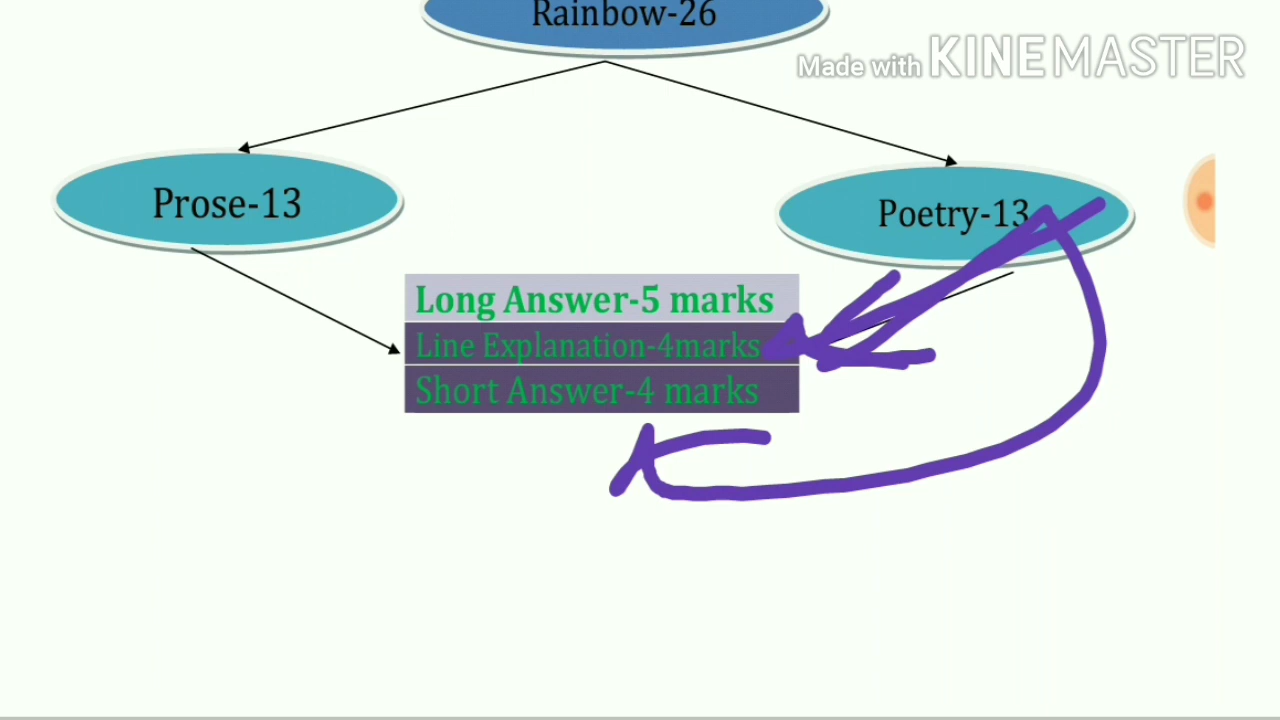 Rainbow-26
Made with KINEMASTER
Prose-13
Poetry-13
Long Answer-5 marks
Line Explanation-4marks
Short Answer-4 marks